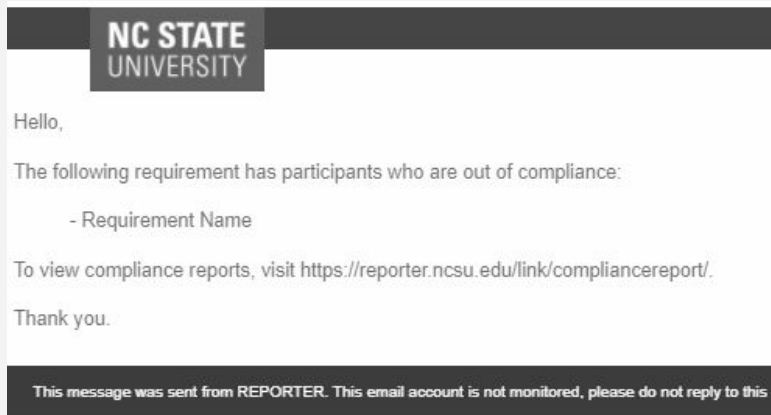 NC STATE
UNIVERSITY
Hello,
The following requirement has participants who are out of compliance:
- Requirement Name
To view compliance reports, visit https://reporter.ncsu.edu/link/compliancereport/.
Thank you.
This message was sent from REPORTER. This email account is not monitored, please do not reply to this